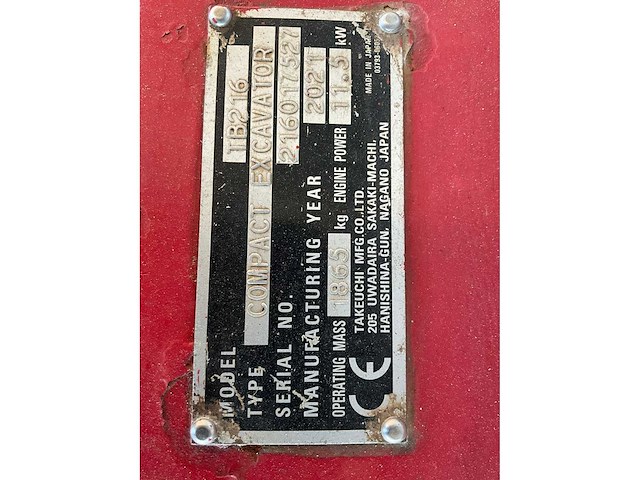 MODEL TB216
TYPE COMPACT EXCAVATOR
SERIAL NO. 216017527
MANUFACTURING YEAR 2021
OPERATING MASS 1865 kg ENGINE POWER 11.5 kW
TAKEUCHI MFG.CO.,LTD.
205 UWADAIRA SAKAKI-MACHI,
HANISHINA-GUN, NAGANO JAPAN
CE
MADE IN JAPAN